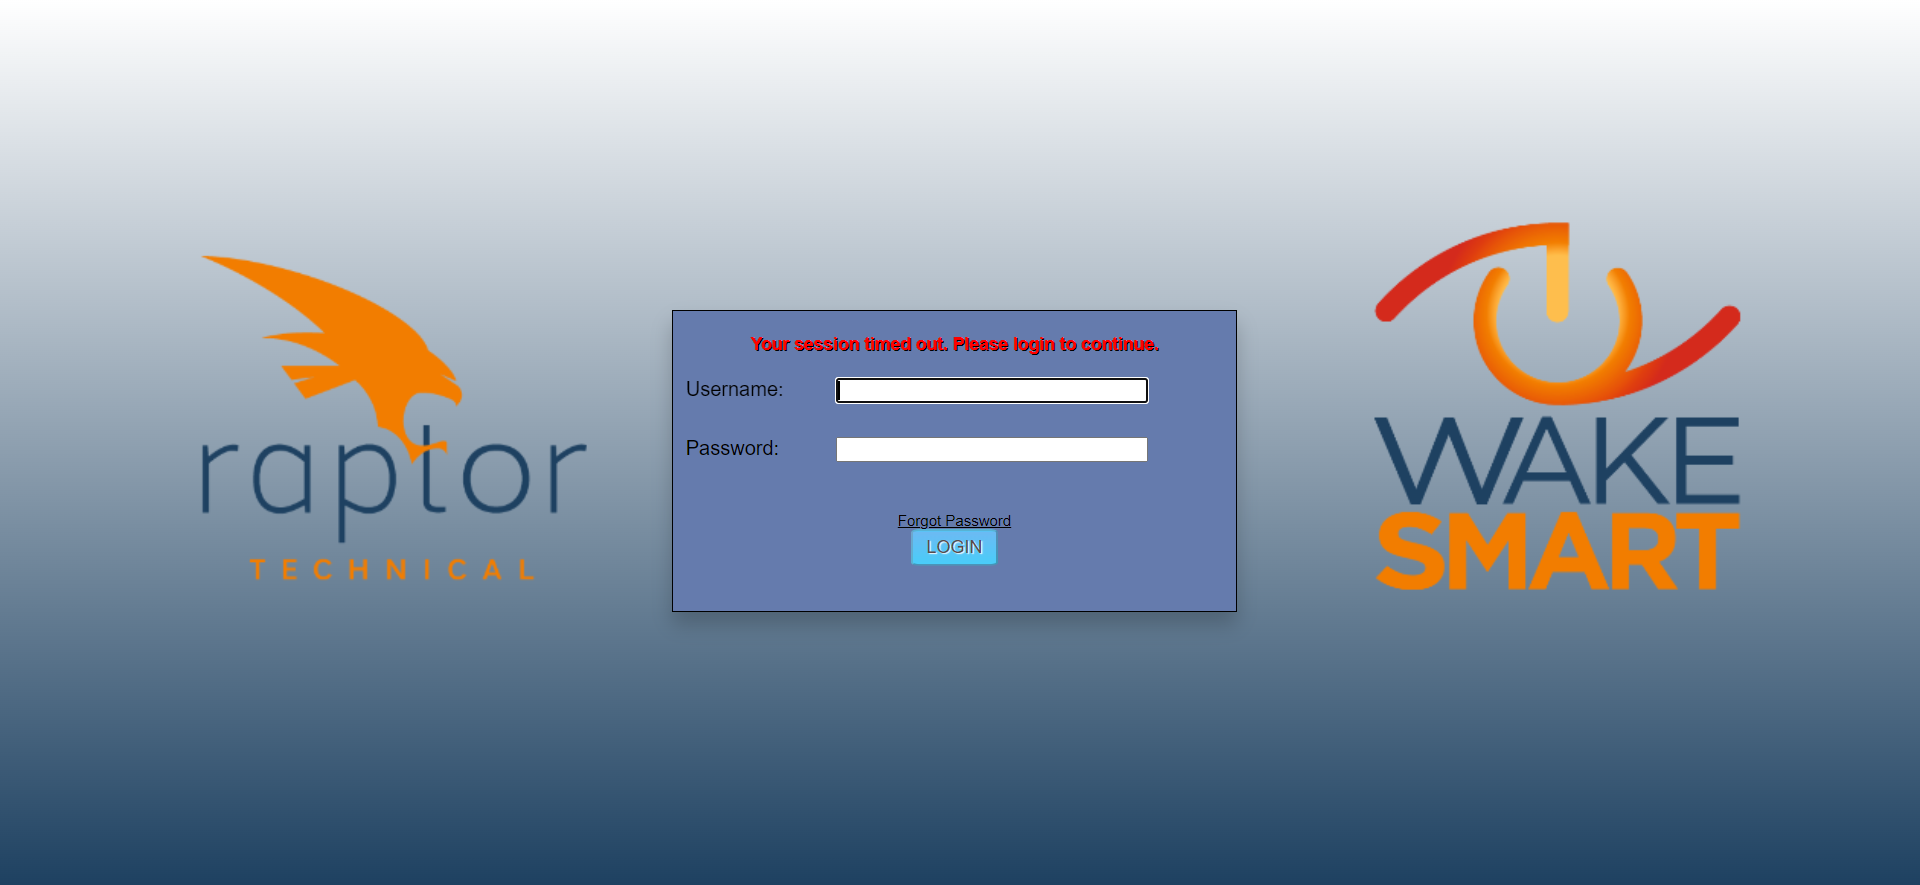 raptor
TECHNICAL
Your session timed out. Please login to continue.
Username:
Password:
Forgot Password
LOGIN
WAKE
SMART